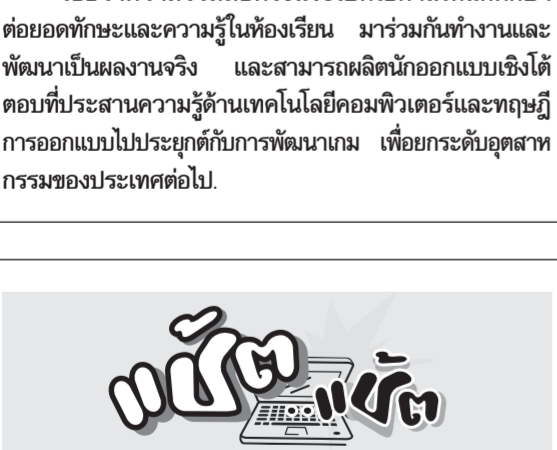 ต่อยอดทักษะและความรู้ในห้องเรียน มาร่วมกันทำงานและ
พัฒนาเป็นผลงานจริง และสามารถผลิตนักออกแบบเชิงโต้
ตอบที่ประสานความรู้ด้านเทคโนโลยีคอมพิวเตอร์และทฤษฎี
การออกแบบไปประยุกต์กับการพัฒนาเกม เพื่อยกระดับอุตสาห
กรรมของประเทศต่อไป.
แช้ต
แช้ต